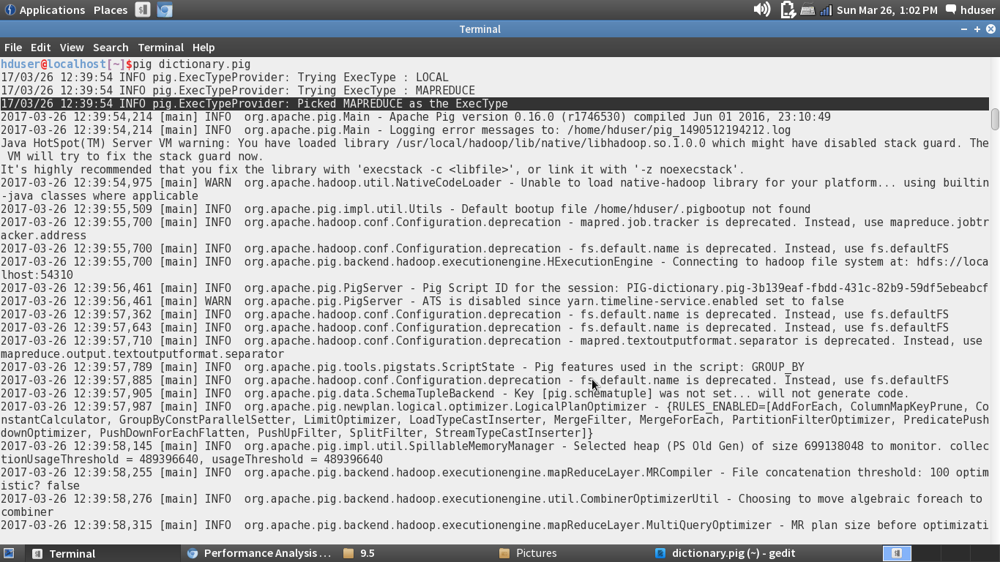 Applications Places Sun Mar 26, 1:02 PM hduser
Terminal
File Edit View Search Terminal Help
hduser@localhost[~]$pig dictionary.pig
17/03/26 12:39:54 INFO pig.ExecTypeProvider: Trying ExecType : LOCAL
17/03/26 12:39:54 INFO pig.ExecTypeProvider: Trying ExecType : MAPREDUCE
17/03/26 12:39:54 INFO pig.ExecTypeProvider: Picked MAPREDUCE as the ExecType
2017-03-26 12:39:54,214 [main] INFO  org.apache.pig.Main - Apache Pig version 0.16.0 (r1746530) compiled Jun 01 2016, 23:10:49
2017-03-26 12:39:54,214 [main] INFO  org.apache.pig.Main - Logging error messages to: /home/hduser/pig_1490512194212.log
Java HotSpot(TM) Server VM warning: You have loaded library /usr/local/hadoop/lib/native/libhadoop.so.1.0.0 which might have disabled stack guard. The
 VM will try to fix the stack guard now.
It's highly recommended that you fix the library with 'execstack -c <libfile>', or link it with '-z noexecstack'.
2017-03-26 12:39:54,975 [main] WARN  org.apache.hadoop.util.NativeCodeLoader - Unable to load native-hadoop library for your platform... using builtin
-java classes where applicable
2017-03-26 12:39:55,509 [main] INFO  org.apache.pig.impl.util.Utils - Default bootup file /home/hduser/.pigbootup not found
2017-03-26 12:39:55,700 [main] INFO  org.apache.hadoop.conf.Configuration.deprecation - mapred.job.tracker is deprecated. Instead, use mapreduce.jobtr
acker.address
2017-03-26 12:39:55,700 [main] INFO  org.apache.hadoop.conf.Configuration.deprecation - fs.default.name is deprecated. Instead, use fs.defaultFS
2017-03-26 12:39:55,700 [main] INFO  org.apache.pig.backend.hadoop.executionengine.HExecutionEngine - Connecting to hadoop file system at: hdfs://loca
lhost:54310
2017-03-26 12:39:56,461 [main] INFO  org.apache.pig.PigServer - Pig Script ID for the session: PIG-dictionary.pig-3b139eaf-fbdd-431c-82b9-59df5ebeabcf
2017-03-26 12:39:56,461 [main] WARN  org.apache.pig.PigServer - ATS is disabled since yarn.timeline-service.enabled set to false
2017-03-26 12:39:57,362 [main] INFO  org.apache.hadoop.conf.Configuration.deprecation - fs.default.name is deprecated. Instead, use fs.defaultFS
2017-03-26 12:39:57,643 [main] INFO  org.apache.hadoop.conf.Configuration.deprecation - fs.default.name is deprecated. Instead, use fs.defaultFS
2017-03-26 12:39:57,710 [main] INFO  org.apache.hadoop.conf.Configuration.deprecation - mapred.textoutputformat.separator is deprecated. Instead, use
mapreduce.output.textoutputformat.separator
2017-03-26 12:39:57,789 [main] INFO  org.apache.pig.tools.pigstats.ScriptState - Pig features used in the script: GROUP_BY
2017-03-26 12:39:57,885 [main] INFO  org.apache.hadoop.conf.Configuration.deprecation - fs.default.name is deprecated. Instead, use fs.defaultFS
2017-03-26 12:39:57,905 [main] INFO  org.apache.pig.data.SchemaTupleBackend - Key [pig.schematuple] was not set... will not generate code.
2017-03-26 12:39:57,987 [main] INFO  org.apache.pig.newplan.logical.optimizer.LogicalPlanOptimizer - {RULES_ENABLED=[AddForEach, ColumnMapKeyPrune, Co
nstantCalculator, GroupByConstParallelSetter, LimitOptimizer, LoadTypeCastInserter, MergeFilter, MergeForEach, PartitionFilterOptimizer, PredicatePush
downOptimizer, PushDownForEachFlatten, PushUpFilter, SplitFilter, StreamTypeCastInserter]}
2017-03-26 12:39:58,145 [main] INFO  org.apache.pig.impl.util.SpillableMemoryManager - Selected heap (PS Old Gen) of size 699138048 to monitor. collec
tionUsageThreshold = 489396640, usageThreshold = 489396640
2017-03-26 12:39:58,255 [main] INFO  org.apache.pig.backend.hadoop.executionengine.mapReduceLayer.MRCompiler - File concatenation threshold: 100 optim
istic? false
2017-03-26 12:39:58,276 [main] INFO  org.apache.pig.backend.hadoop.executionengine.util.CombinerOptimizerUtil - Choosing to move algebraic foreach to
combiner
2017-03-26 12:39:58,315 [main] INFO  org.apache.pig.backend.hadoop.executionengine.mapReduceLayer.MultiQueryOptimizer - MR plan size before optimizati
Terminal Performance Analysis ... 9.5 Pictures dictionary.pig (~) - gedit